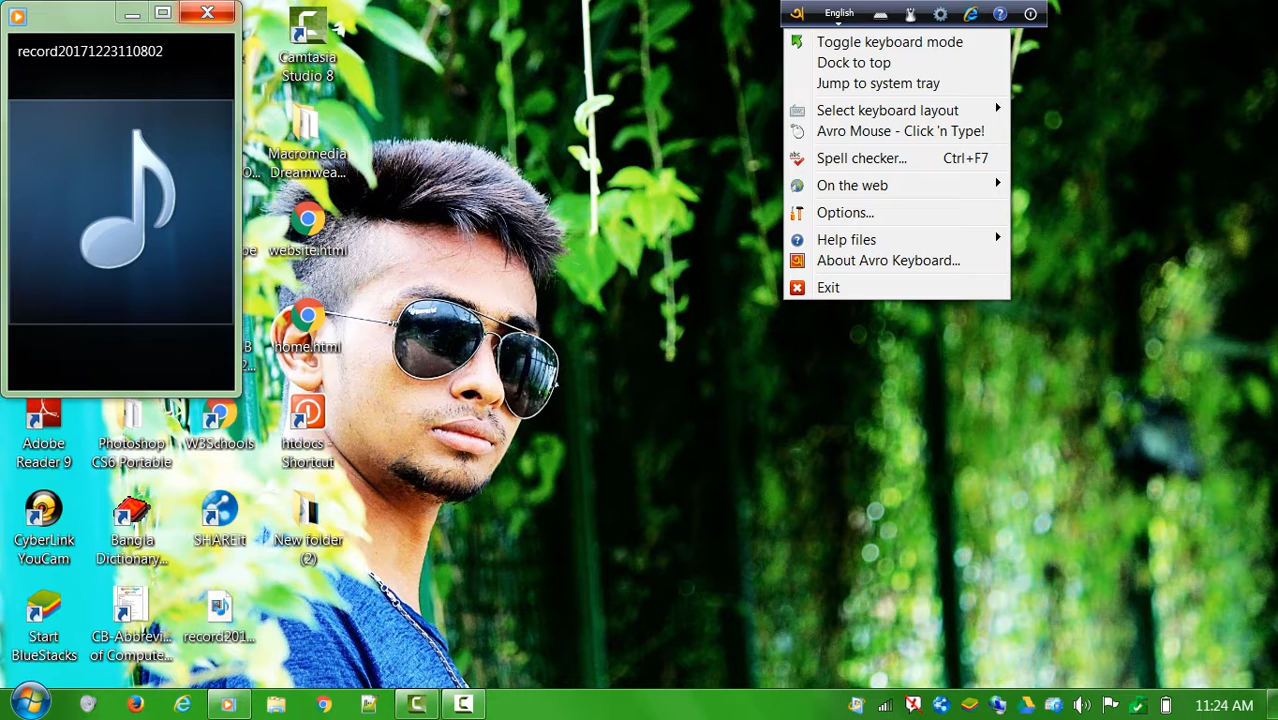 record20171223110802
Camtasia
Studio 8
Macromedia
Dreamwea...
website.html
home.html
Adobe
Reader 9
Photoshop
CS6 Portable
W3Schools
htdocs -
Shortcut
CyberLink
YouCam
Bangla
Dictionary...
SHAREit
New folder
(2)
Start
BlueStacks
CB-Abbrevi...
of Compute...
record201...
English
Toggle keyboard mode
Dock to top
Jump to system tray
Select keyboard layout
Avro Mouse - Click 'n Type!
Spell checker... Ctrl+F7
On the web
Options...
Help files
About Avro Keyboard...
Exit
11:24 AM